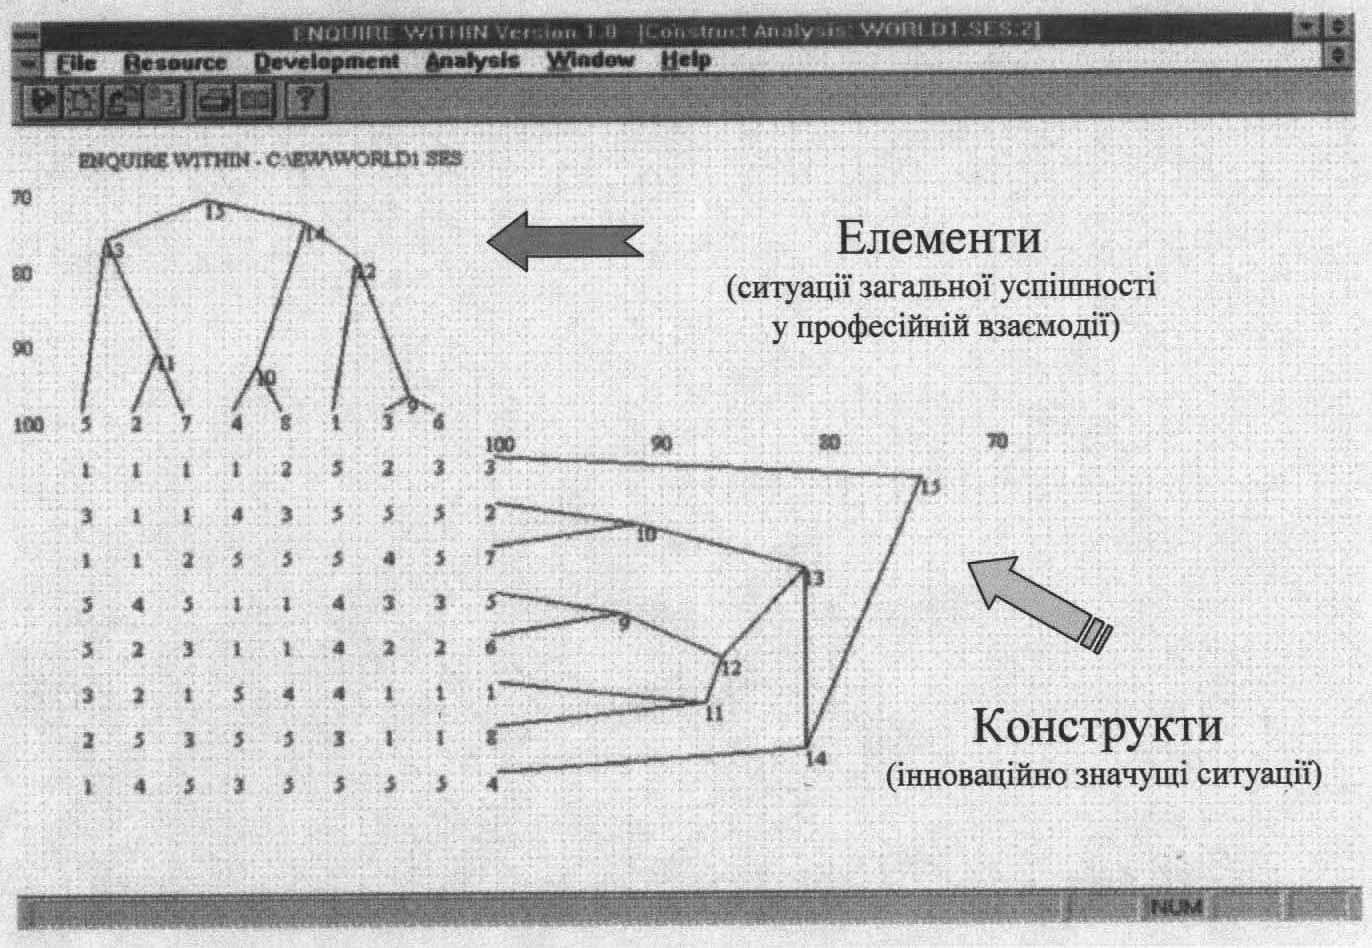 ENQUIRE WITHIN Version 1.0 - [Construct Analysis: WORLD1.SES:2]
File Resource Development Analysis Window Help
?
ENQUIRE WITHIN - C:\EW\WORLD1 SES
70
15
14
13
12
80
90
11
10
9
100 5 2 7 4 8 1 3 6
Елементи
(ситуації загальної успішності
у професійній взаємодії)
100 90 80 70
1 1 1 1 2 5 2 3 3
15
3 1 1 4 3 5 5 5 2
10
1 1 2 5 5 5 4 5 7
13
5 4 5 1 1 4 3 3 5
9
5 2 3 1 1 4 2 2 6
12
3 2 1 5 4 4 1 1 1
11
2 5 3 5 5 3 1 1 8
14
1 4 5 3 5 5 5 5 4
Конструкти
(інноваційно значущі ситуації)
NUM